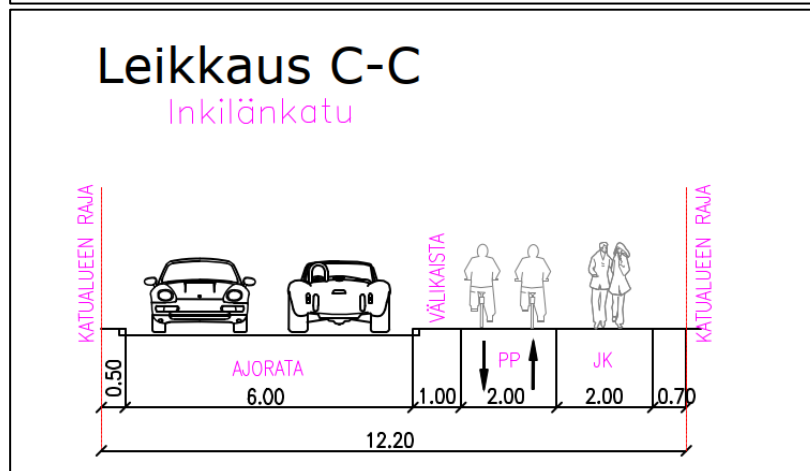 Leikkaus C-C
Inkilänkatu
KATUALUEEN RAJA
VÄLIKAISTA
KATUALUEEN RAJA
AJORATA
PP
JK
0.50
6.00
1.00
2.00
2.00
0.70
12.20